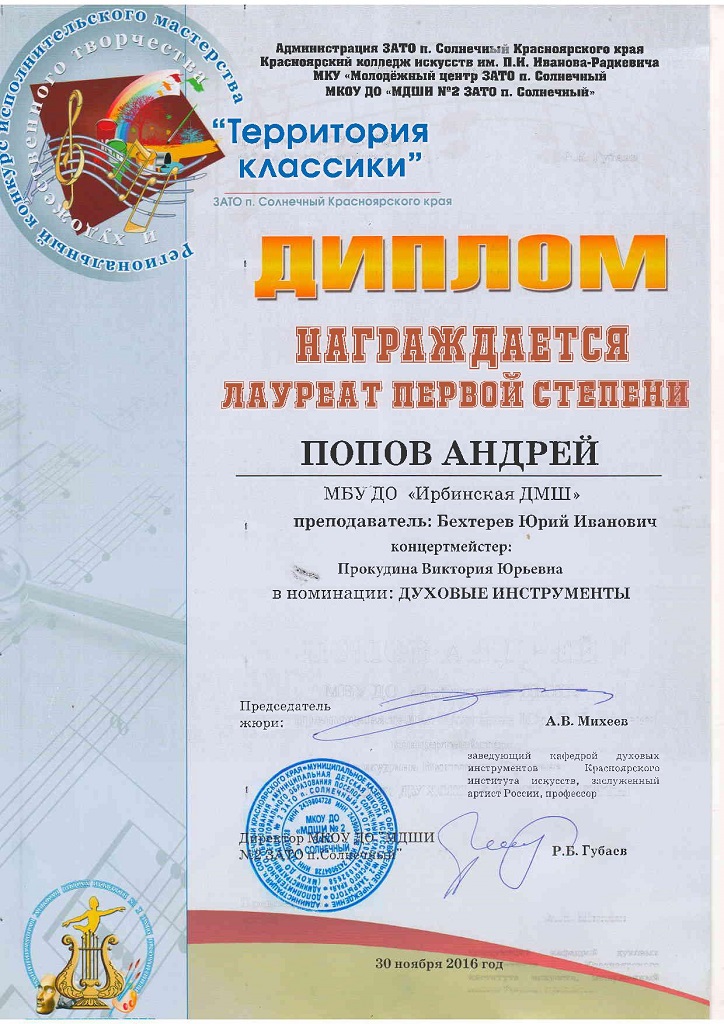 Администрация ЗАТО п. Солнечный Красноярского края
Красноярский колледж искусств им. П.И. Иванова-Радкевича
МКУ «Молодёжный центр ЗАТО п. Солнечный
МКОУ ДО «МДШИ №2 ЗАТО п. Солнечный»
Региональный конкурс исполнительского мастерства
и художественного творчества
"Территория
классики"
ЗАТО п. Солнечный Красноярского края
ДИПЛОМ
НАГРАЖДАЕТСЯ
ЛАУРЕАТ ПЕРВОЙ СТЕПЕНИ
ПОПОВ АНДРЕЙ
МБУ ДО «Ирбинская ДМШ»
преподаватель: Бехтерев Юрий Иванович
концертмейстер:
Прокудина Виктория Юрьевна
в номинации: ДУХОВЫЕ ИНСТРУМЕНТЫ
Председатель
жюри:
А.В. Михеев
заведующий кафедрой духовых
инструментов Красноярского
института искусств, заслуженный
артист России, профессор
МКОУ ДО
«МДШИ № 2
СОЛНЕЧНЫЙ
Директор МКОУ ДО "МДШИ
№2 ЗАТО п.Солнечный"
Р.Б. Губаев
30 ноября 2016 год